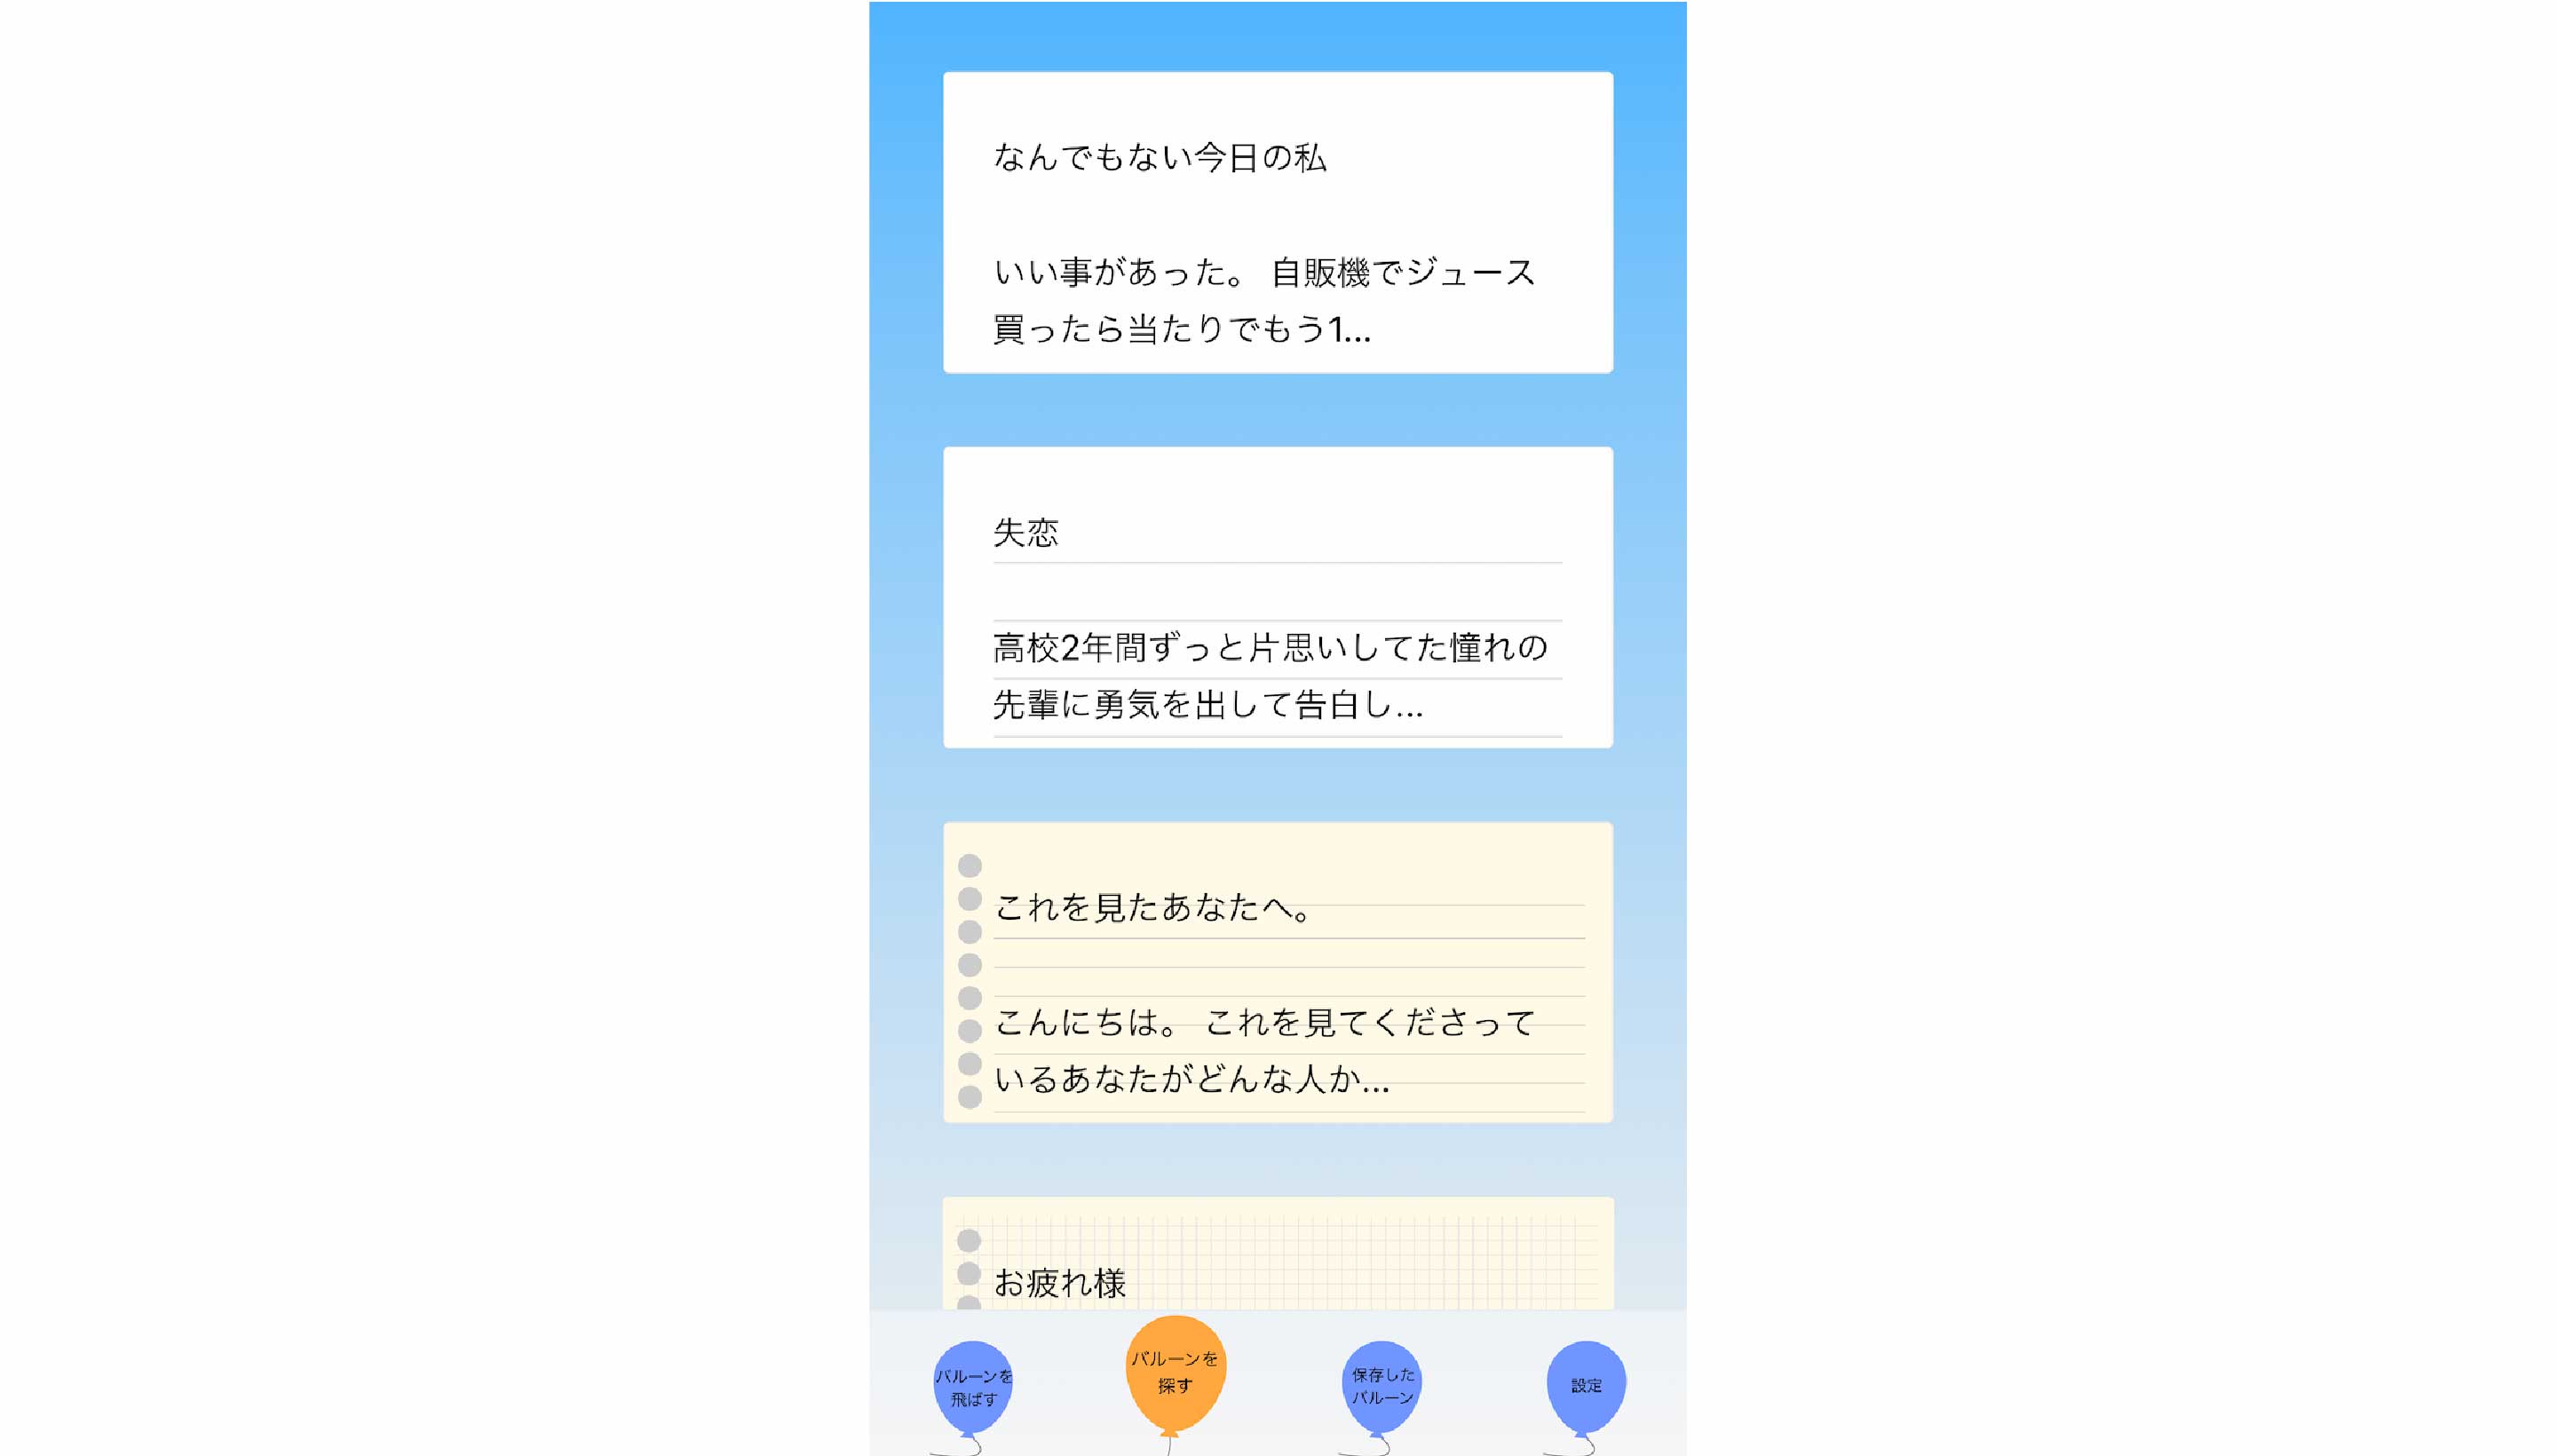 なんでもない今日の私
いい事があった。 自販機でジュース
買ったら当たりでもう1...
失恋
高校2年間ずっと片思いしてた憧れの
先輩に勇気を出して告白し...
これを見たあなたへ。
こんにちは。 これを見てくださって
いるあなたがどんな人か...
お疲れ様
バルーンを
飛ばす
バルーンを
探す
保存した
バルーン
設定